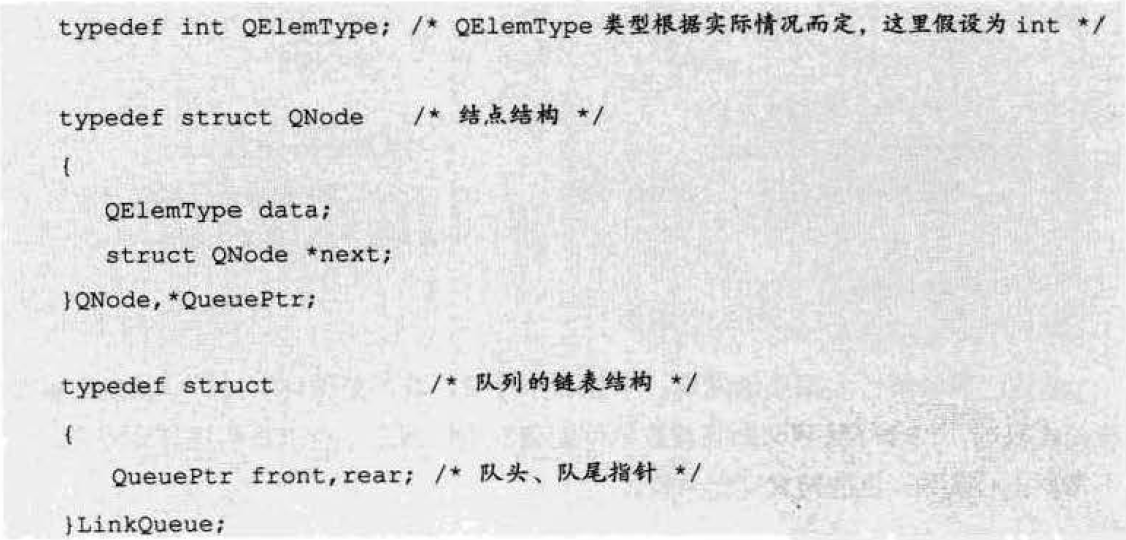 typedef int QElemType; /* QElemType 类型根据实际情况而定，这里假设为 int */
typedef struct QNode /* 结点结构 */
{
QElemType data;
struct QNode *next;
}QNode,*QueuePtr;
typedef struct /* 队列的链表结构 */
{
QueuePtr front,rear; /* 队头、队尾指针 */
}LinkQueue;